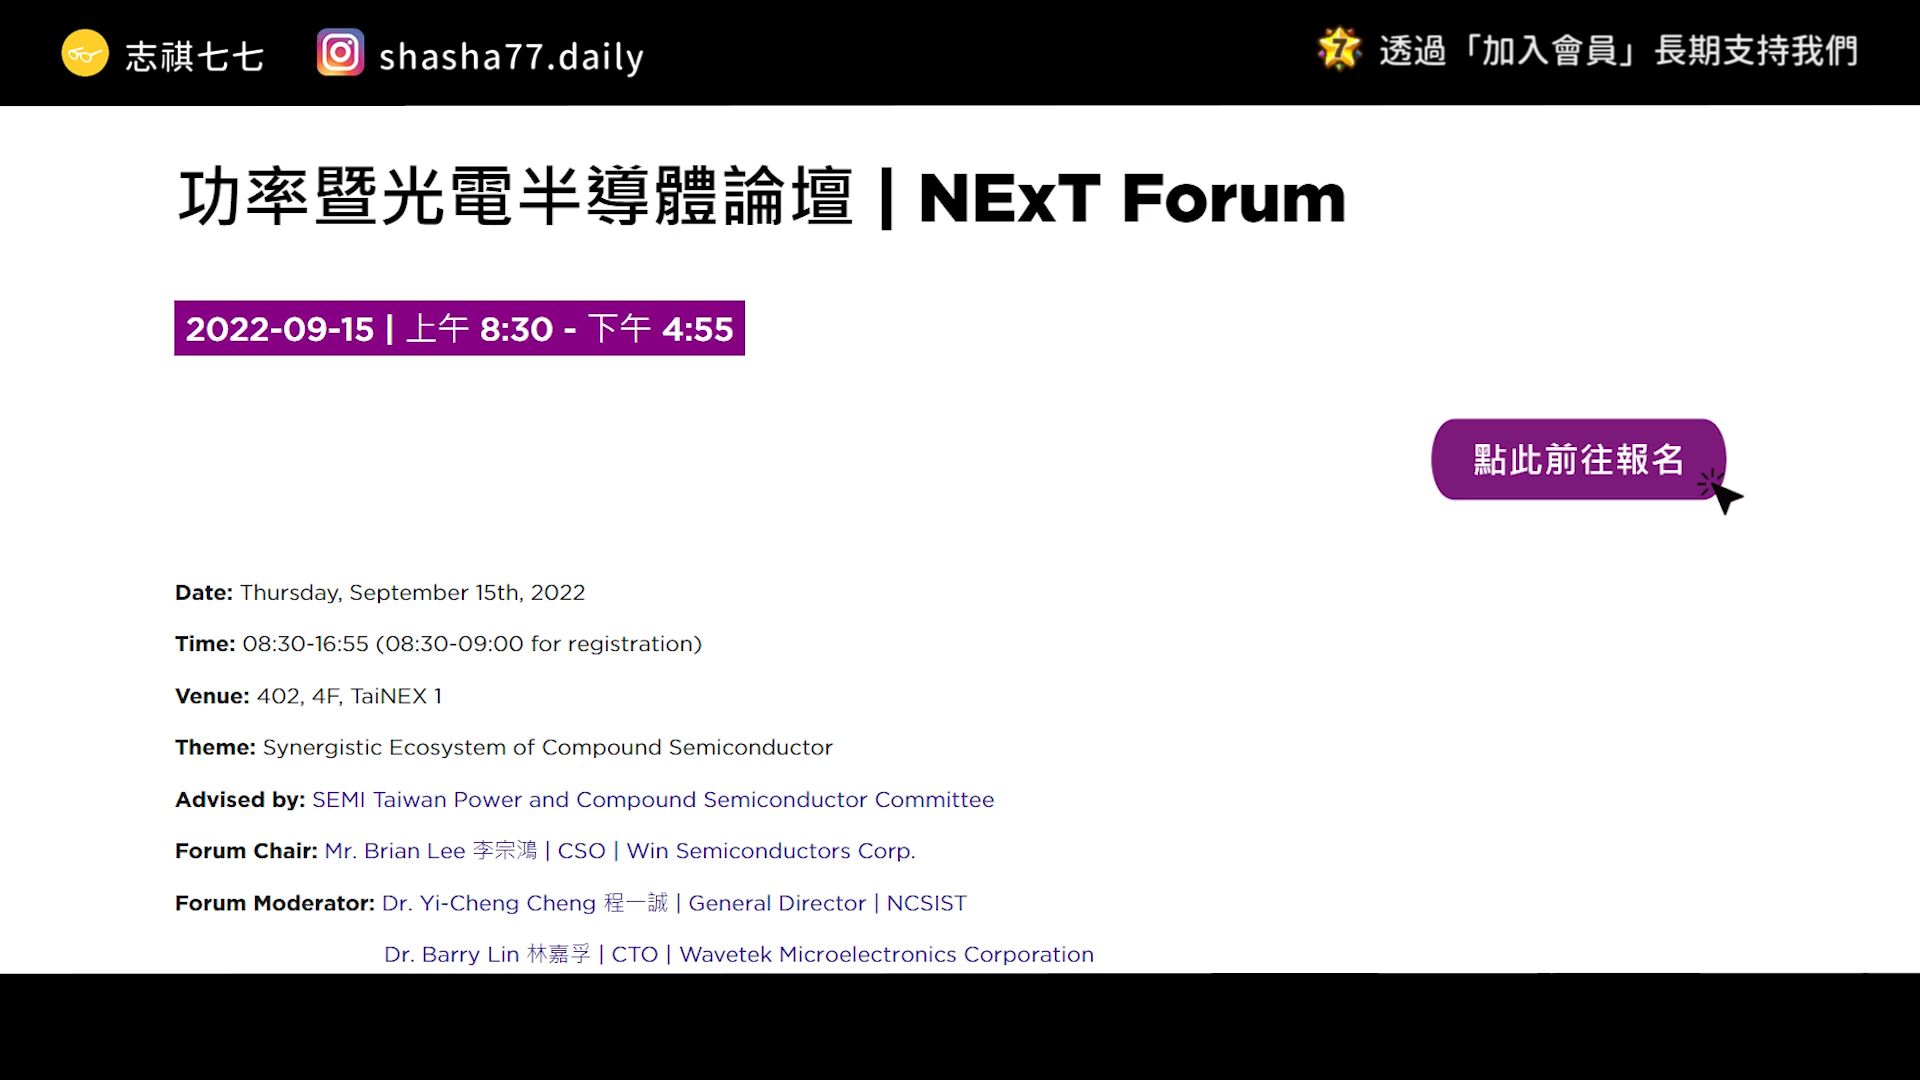 志祺七七
shasha77.daily
7 透過「加入會員」長期支持我們
功率暨光電半導體論壇 | NExT Forum
2022-09-15 | 上午 8:30 - 下午 4:55
點此前往報名
Date: Thursday, September 15th, 2022
Time: 08:30-16:55 (08:30-09:00 for registration)
Venue: 402, 4F, TaiNEX 1
Theme: Synergistic Ecosystem of Compound Semiconductor
Advised by: SEMI Taiwan Power and Compound Semiconductor Committee
Forum Chair: Mr. Brian Lee 李宗鴻 | CSO | Win Semiconductors Corp.
Forum Moderator: Dr. Yi-Cheng Cheng 程一誠 | General Director | NCSIST
Dr. Barry Lin 林嘉孚 | CTO | Wavetek Microelectronics Corporation